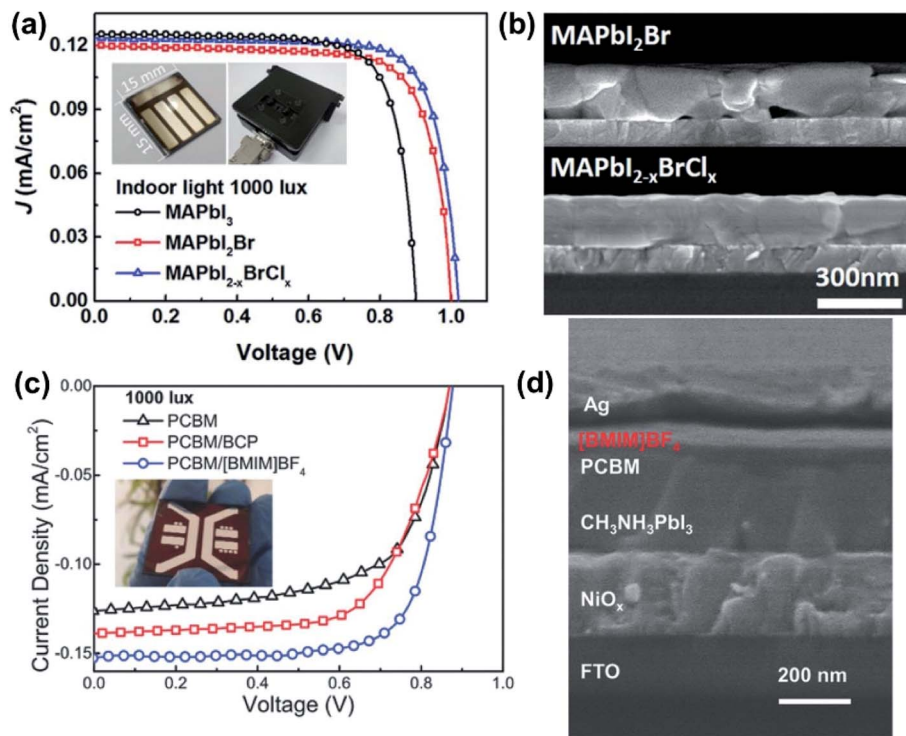 (a)
0.12
0.09
0.06
0.03
0.00
J (mA/cm²)
15 mm
15 mm
Indoor light 1000 lux
MAPbI₃
MAPbI₂Br
MAPbI₂₋ₓBrClₓ
0.0 0.2 0.4 0.6 0.8 1.0
Voltage (V)
(b)
MAPbI₂Br
MAPbI₂₋ₓBrClₓ
300nm
(c)
0.00
-0.05
-0.10
-0.15
Current Density (mA/cm²)
1000 lux
PCBM
PCBM/BCP
PCBM/[BMIM]BF₄
0.0 0.2 0.4 0.6 0.8 1.0
Voltage (V)
(d)
Ag
[BMIM]BF₄
PCBM
CH₃NH₃PbI₃
NiOₓ
FTO
200 nm